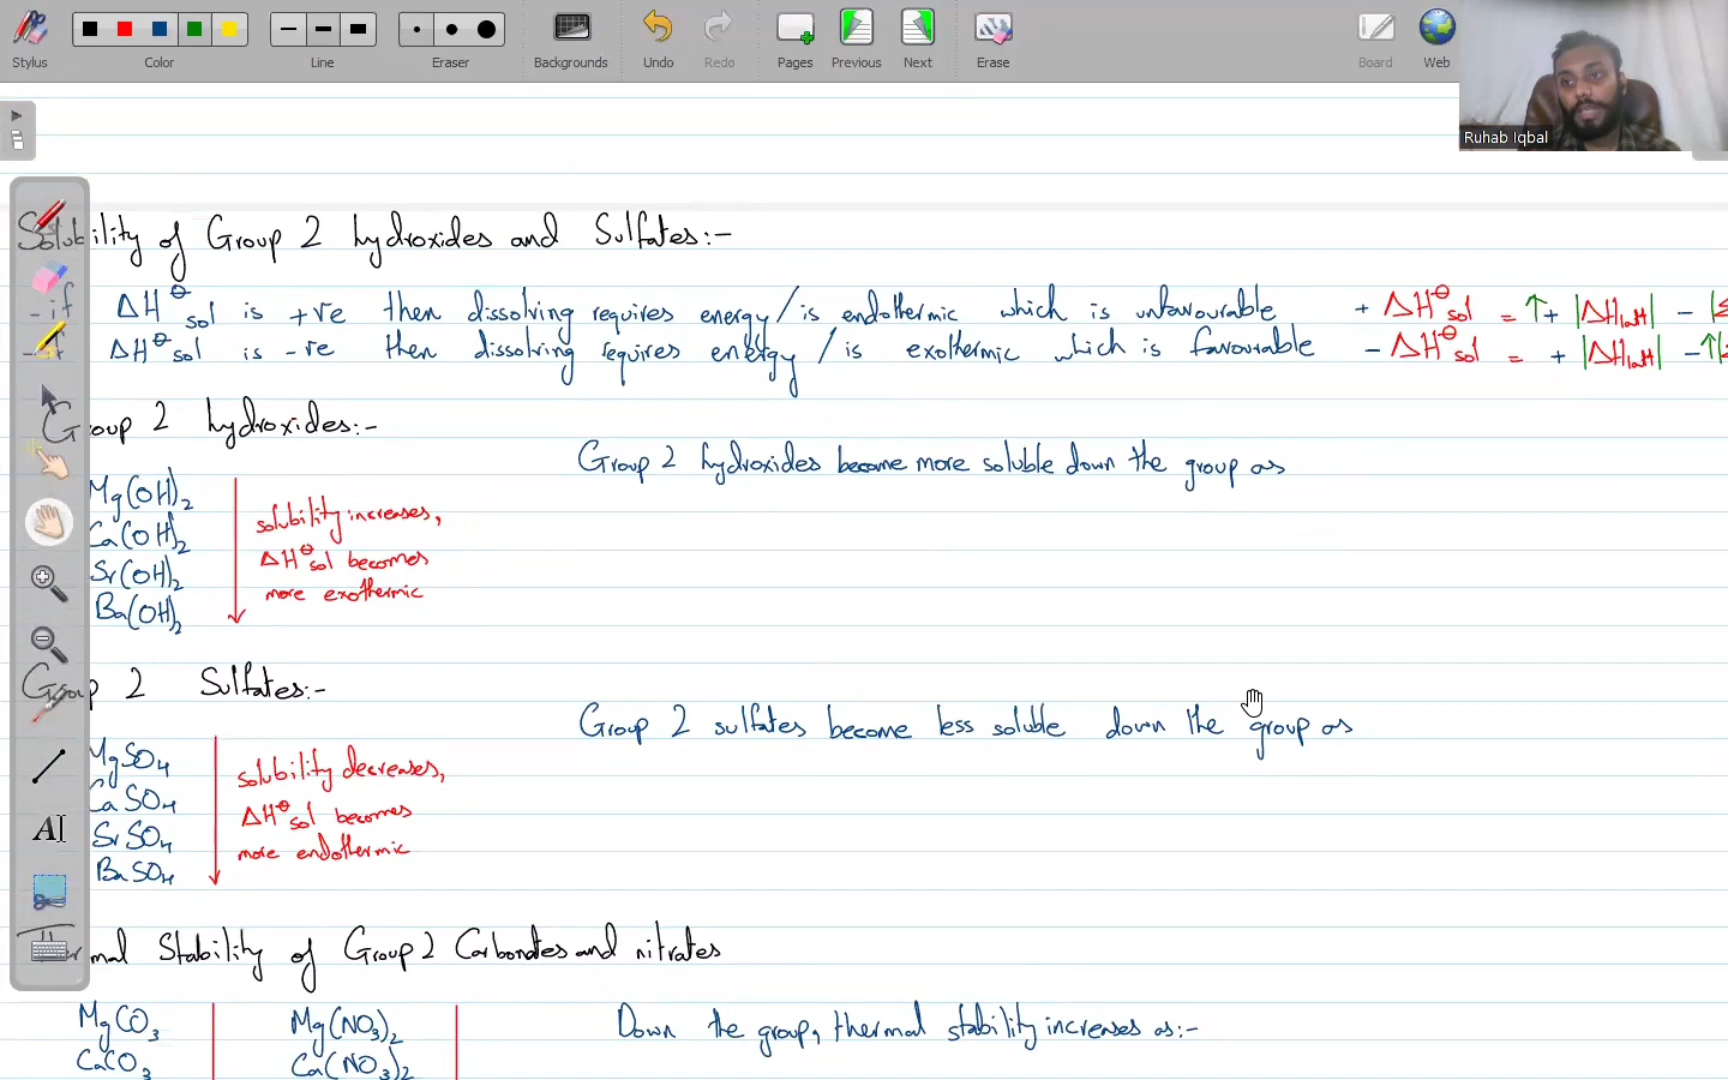 Stylus
Color
Line
Eraser
Backgrounds
Undo
Redo
Pages
Previous
Next
Erase
Board
Web
Ruhab Iqbal
Solubility of Group 2 hydroxides and Sulfates:-
- if ΔH⦵sol is +ve then dissolving requires energy / is endothermic which is unfavourable + ΔH⦵sol = ↑+ |ΔHlatt| -
ΔH⦵sol is -ve then dissolving requires energy / is exothermic which is favourable - ΔH⦵sol = + |ΔHlatt| -↑
Group 2 hydroxides:-
Group 2 hydroxides become more soluble down the group as
Mg(OH)2
Ca(OH)2
Sr(OH)2
Ba(OH)2
solubility increases,
ΔH⦵sol becomes
more exothermic
Group 2 Sulfates:-
Group 2 sulfates become less soluble down the group as
MgSO4
CaSO4
SrSO4
BaSO4
solubility decreases,
ΔH⦵sol becomes
more endothermic
Thermal Stability of Group 2 Carbonates and nitrates
MgCO3
CaCO3
Mg(NO3)2
Ca(NO3)2
Down the group, thermal stability increases as:-